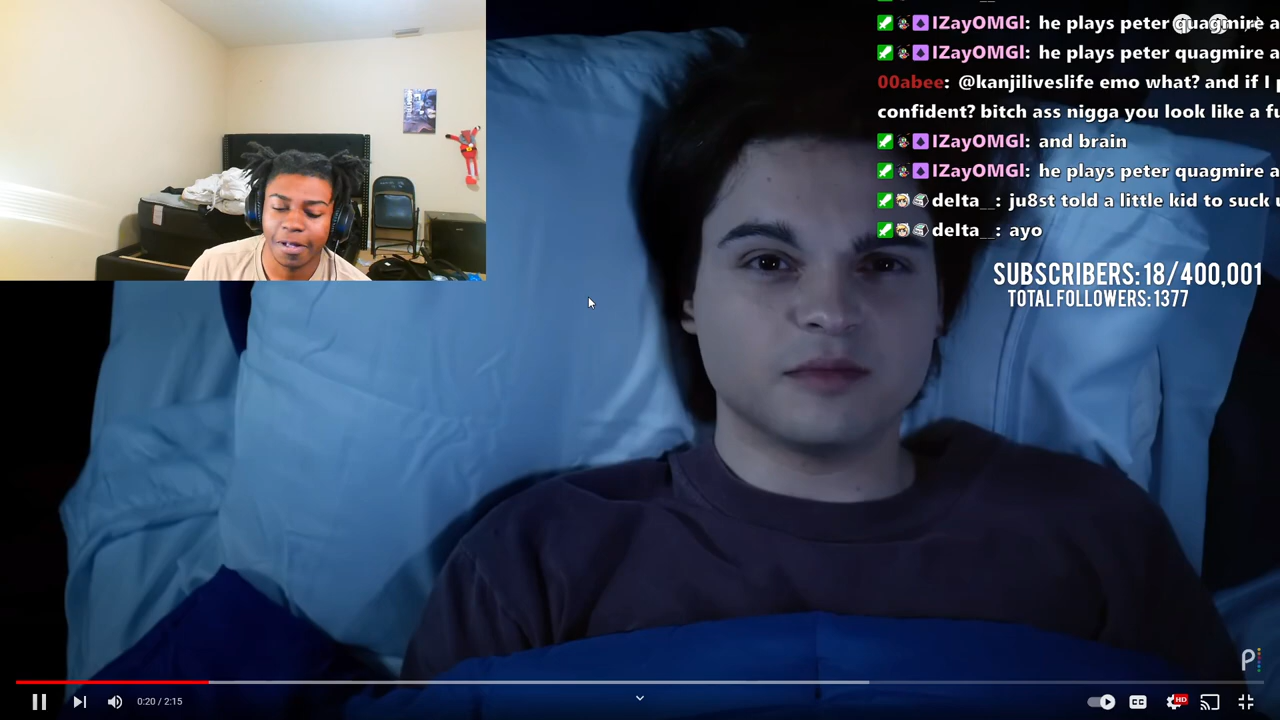 IZayOMGl: he plays peter quagmire a
IZayOMGl: he plays peter quagmire a
00abee: @kanjiliveslife emo what? and if I
confident? bitch ass nigga you look like a fu
IZayOMGl: and brain
IZayOMGl: he plays peter quagmire a
delta__: ju8st told a little kid to suck
delta__: ayo
SUBSCRIBERS: 18/400,001
TOTAL FOLLOWERS: 1377
P
0:20 / 2:15
CC
HD